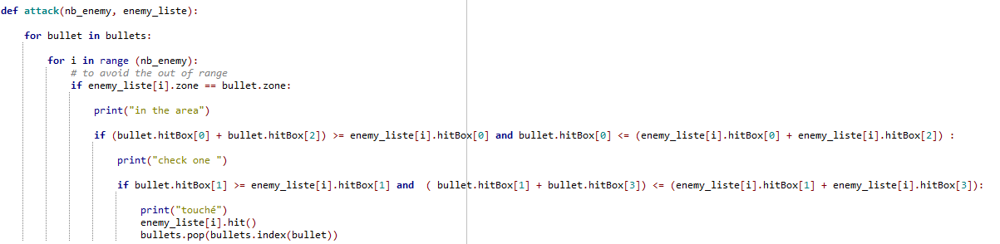 def attack(nb_enemy, enemy_liste):
for bullet in bullets:
for i in range (nb_enemy):
# to avoid the out of range
if enemy_liste[i].zone == bullet.zone:
print("in the area")
if (bullet.hitBox[0] + bullet.hitBox[2]) >= enemy_liste[i].hitBox[0] and bullet.hitBox[0] <= (enemy_liste[i].hitBox[0] + enemy_liste[i].hitBox[2]) :
print("check one ")
if bullet.hitBox[1] >= enemy_liste[i].hitBox[1] and  ( bullet.hitBox[1] + bullet.hitBox[3]) <= (enemy_liste[i].hitBox[1] + enemy_liste[i].hitBox[3]):
print("touché")
enemy_liste[i].hit()
bullets.pop(bullets.index(bullet))